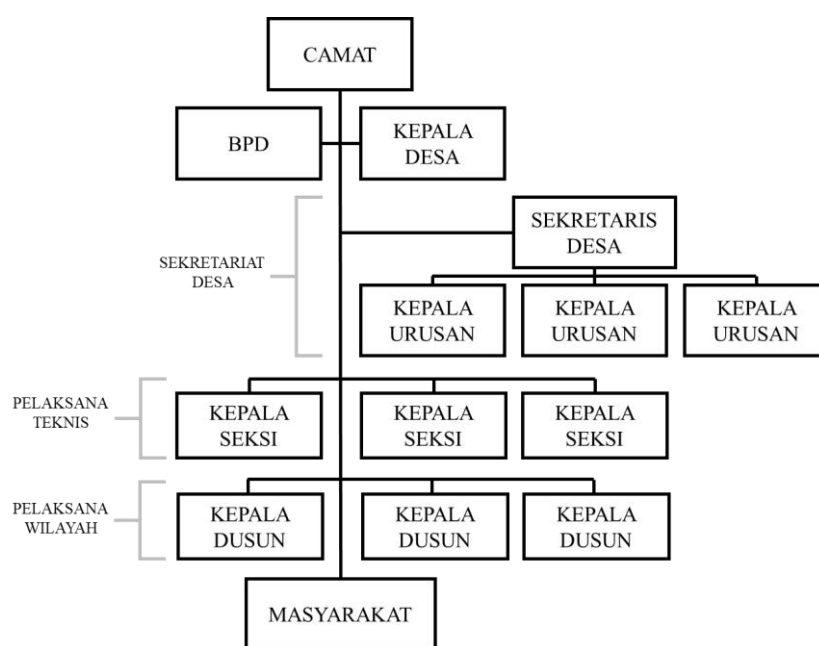 CAMAT
BPD
KEPALA
DESA
SEKRETARIS
DESA
SEKRETARIAT
DESA
KEPALA
URUSAN
KEPALA
URUSAN
KEPALA
URUSAN
PELAKSANA
TEKNIS
KEPALA
SEKSI
KEPALA
SEKSI
KEPALA
SEKSI
PELAKSANA
WILAYAH
KEPALA
DUSUN
KEPALA
DUSUN
KEPALA
DUSUN
MASYARAKAT